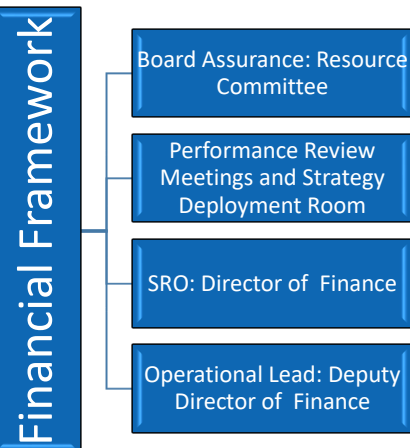 Financial Framework
Board Assurance: Resource
Committee
Performance Review
Meetings and Strategy
Deployment Room
SRO: Director of  Finance
Operational Lead: Deputy
Director of Finance